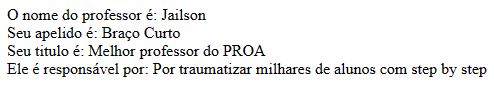 O nome do professor é: Jailson
Seu apelido é: Braço Curto
Seu titulo é: Melhor professor do PROA
Ele é responsável por: Por traumatizar milhares de alunos com step by step